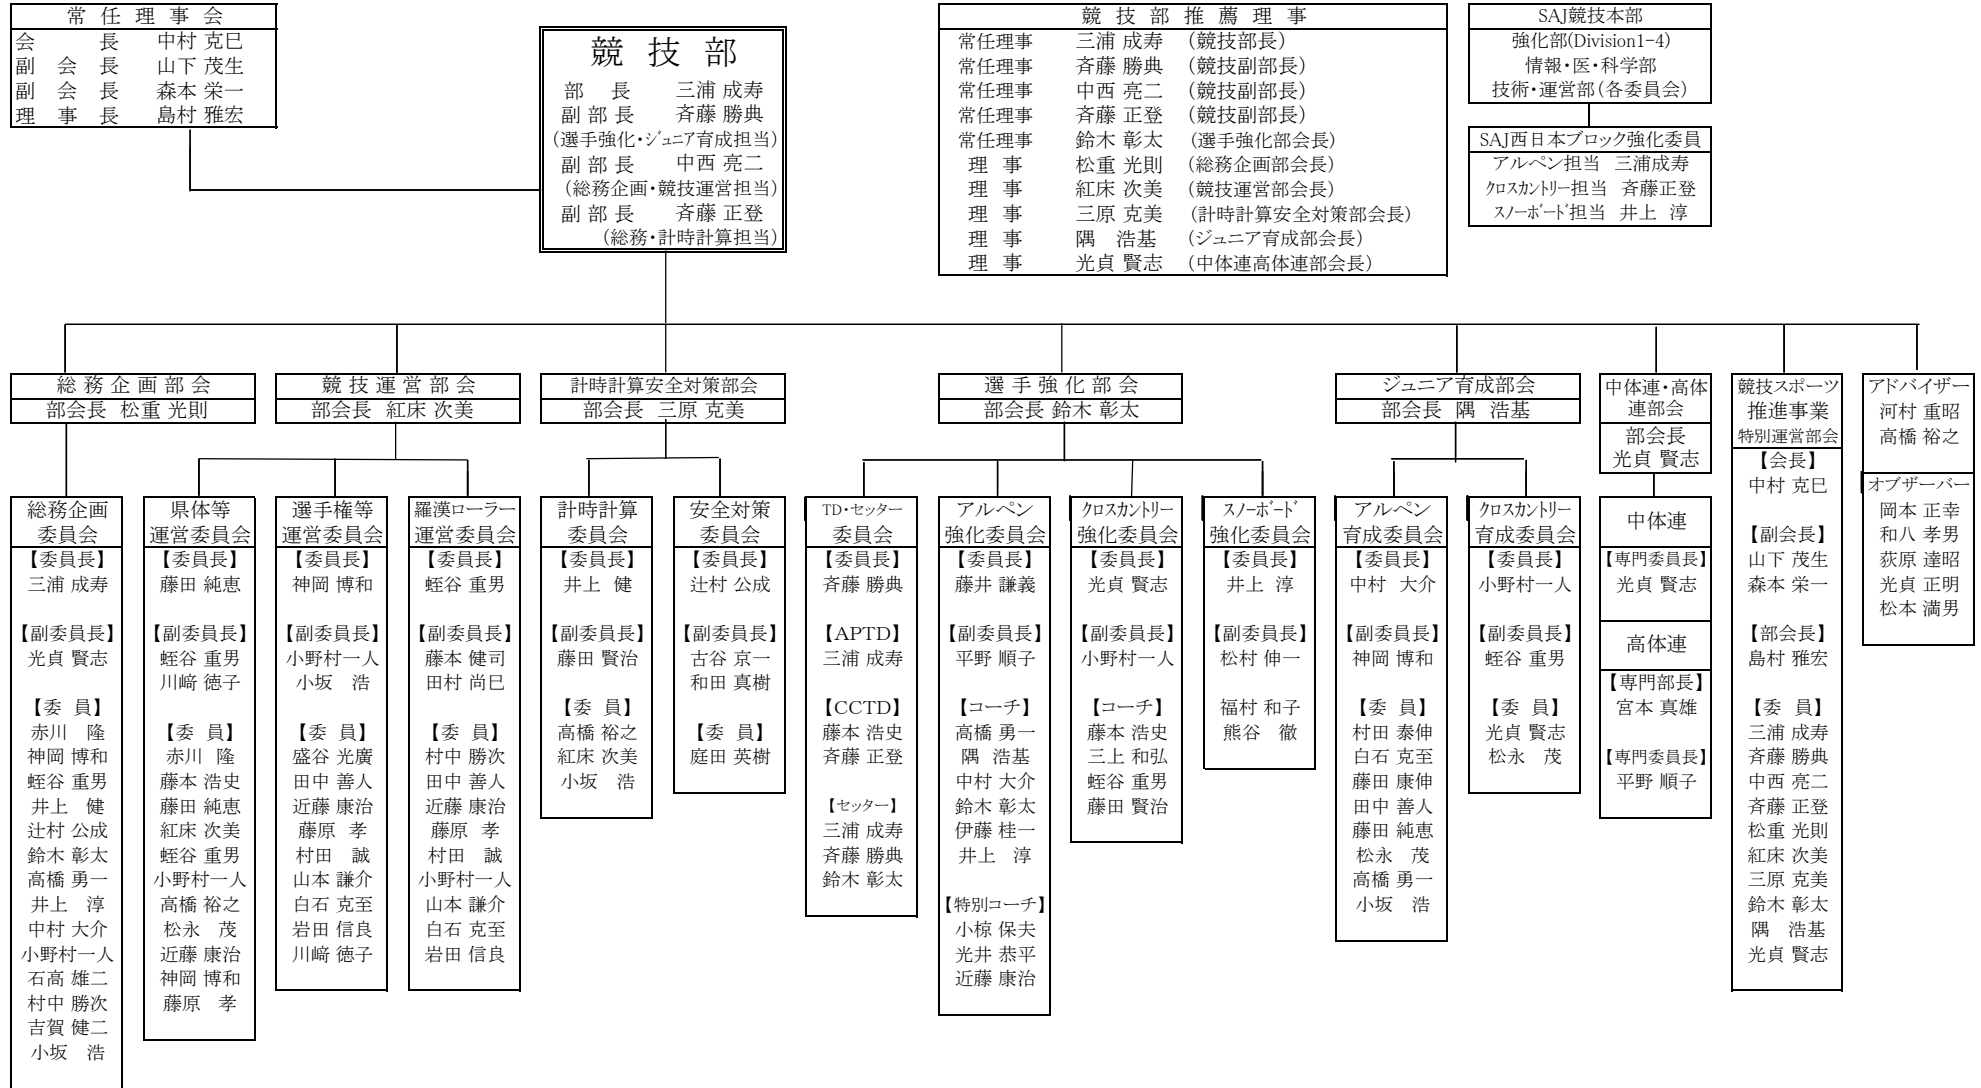 常 任 理 事 会
会 長 中村 克巳
副 会 長 山下 茂生
副 会 長 森本 栄一
理 事 長 島村 雅宏
競 技 部
部 長 三浦 成寿
副 部 長 斉藤 勝典
(選手強化・ジュニア育成担当)
副 部 長 中西 亮二
(総務企画・競技運営担当)
副 部 長 斉藤 正登
(総務・計時計算担当)
競 技 部 推 薦 理 事
常任理事 三浦 成寿 (競技部長)
常任理事 斉藤 勝典 (競技副部長)
常任理事 中西 亮二 (競技副部長)
常任理事 斉藤 正登 (競技副部長)
常任理事 鈴木 彰太 (選手強化部会長)
理 事 松重 光則 (総務企画部会長)
理 事 紅床 次美 (競技運営部会長)
理 事 三原 克美 (計時計算安全対策部会長)
理 事 隅 浩基 (ジュニア育成部会長)
理 事 光貞 賢志 (中体連高体連部会長)
SAJ競技本部
強化部(Division1-4)
情報・医・科学部
技術・運営部(各委員会)
SAJ西日本ブロック強化委員
アルペン担当 三浦成寿
クロスカントリー担当 斉藤正登
スノーボード担当 井上 淳
総 務 企 画 部 会
部会長 松重 光則
競 技 運 営 部 会
部会長 紅床 次美
計時計算安全対策部会
部会長 三原 克美
選 手 強 化 部 会
部会長 鈴木 彰太
ジュニア育成部会
部会長 隅 浩基
中体連・高体
連部会
部会長
光貞 賢志
競技スポーツ
推進事業
特別運営部会
【会長】
中村 克巳
【副会長】
山下 茂生
森本 栄一
【部会長】
島村 雅宏
【委 員】
三浦 成寿
斉藤 勝典
中西 亮二
斉藤 正登
松重 光則
紅床 次美
三原 克美
鈴木 彰太
隅 浩基
光貞 賢志
アドバイザー
河村 重昭
高橋 裕之
オブザーバー
岡本 正幸
和八 孝男
荻原 達昭
光貞 正明
松本 満男
総務企画
委員会
【委員長】
三浦 成寿
【副委員長】
光貞 賢志
【委 員】
赤川 隆
神岡 博和
蛭谷 重男
井上 健
辻村 公成
鈴木 彰太
高橋 勇一
井上 淳
中村 大介
小野村一人
石高 雄二
村中 勝次
吉賀 健二
小坂 浩
県体等
運営委員会
【委員長】
藤田 純恵
【副委員長】
蛭谷 重男
川﨑 徳子
【委 員】
赤川 隆
藤本 浩史
藤田 純恵
紅床 次美
蛭谷 重男
小野村一人
高橋 裕之
松永 茂
近藤 康治
神岡 博和
藤原 孝
選手権等
運営委員会
【委員長】
神岡 博和
【副委員長】
小野村一人
小坂 浩
【委 員】
盛谷 光廣
田中 善人
近藤 康治
藤原 孝
村田 誠
山本 謙介
白石 克至
岩田 信良
川﨑 徳子
羅漢ローラー
運営委員会
【委員長】
蛭谷 重男
【副委員長】
藤本 健司
田村 尚巳
【委 員】
村中 勝次
田中 善人
近藤 康治
藤原 孝
村田 誠
小野村一人
山本 謙介
白石 克至
岩田 信良
計時計算
委員会
【委員長】
井上 健
【副委員長】
藤田 賢治
【委 員】
高橋 裕之
紅床 次美
小坂 浩
安全対策
委員会
【委員長】
辻村 公成
【副委員長】
古谷 京一
和田 真樹
【委 員】
庭田 英樹
TD・セッター
委員会
【委員長】
斉藤 勝典
【APTD】
三浦 成寿
【CCTD】
藤本 浩史
斉藤 正登
【セッター】
三浦 成寿
斉藤 勝典
鈴木 彰太
アルペン
強化委員会
【委員長】
藤井 謙義
【副委員長】
平野 順子
【コーチ】
高橋 勇一
隅 浩基
中村 大介
鈴木 彰太
伊藤 桂一
井上 淳
【特別コーチ】
小椋 保夫
光井 恭平
近藤 康治
クロスカントリー
強化委員会
【委員長】
光貞 賢志
【副委員長】
小野村一人
【コーチ】
藤本 浩史
三上 和弘
蛭谷 重男
藤田 賢治
スノーボード
強化委員会
【委員長】
井上 淳
【副委員長】
松村 伸一
福村 和子
熊谷 徹
アルペン
育成委員会
【委員長】
中村 大介
【副委員長】
神岡 博和
【委 員】
村田 泰伸
白石 克至
藤田 康伸
田中 善人
藤田 純恵
松永 茂
高橋 勇一
小坂 浩
クロスカントリー
育成委員会
【委員長】
小野村一人
【副委員長】
蛭谷 重男
【委 員】
光貞 賢志
松永 茂
中体連
【専門委員長】
光貞 賢志
高体連
【専門部長】
宮本 真雄
【専門委員長】
平野 順子